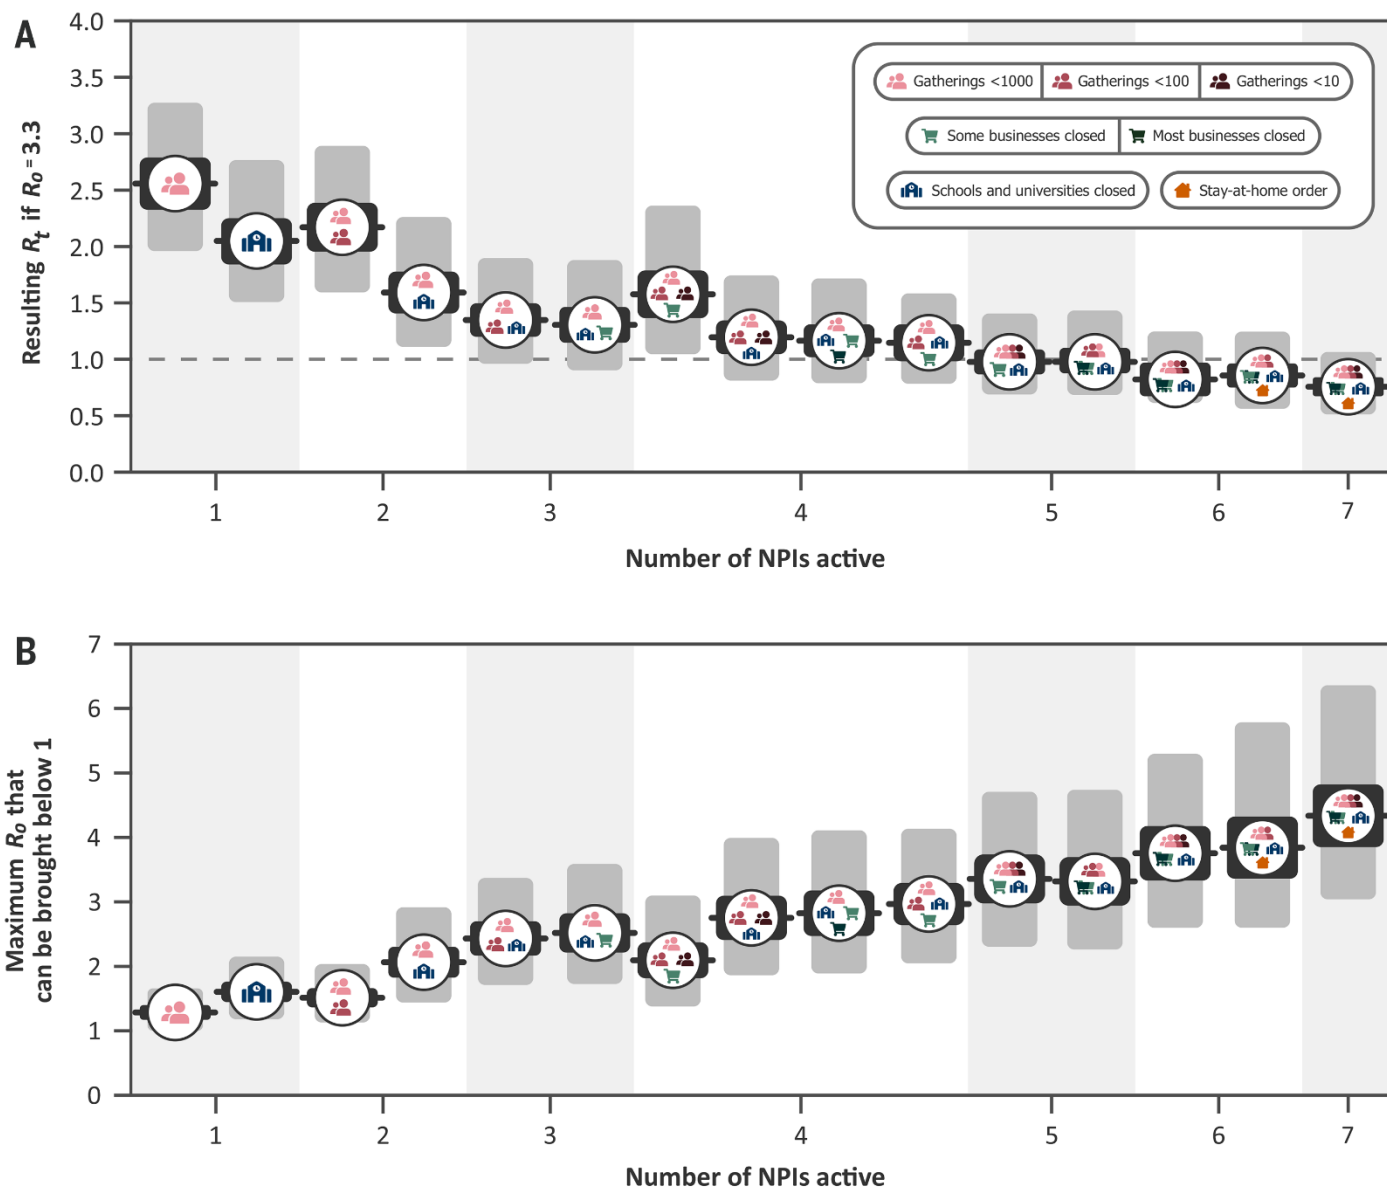 A
4.0
3.5
3.0
2.5
2.0
1.5
1.0
0.5
0.0
Resulting Rt if Ro = 3.3
Gatherings <1000
Gatherings <100
Gatherings <10
Some businesses closed
Most businesses closed
Schools and universities closed
Stay-at-home order
1
2
3
4
5
6
7
Number of NPIs active
B
7
6
5
4
3
2
1
0
Maximum Ro that
can be brought below 1
1
2
3
4
5
6
7
Number of NPIs active